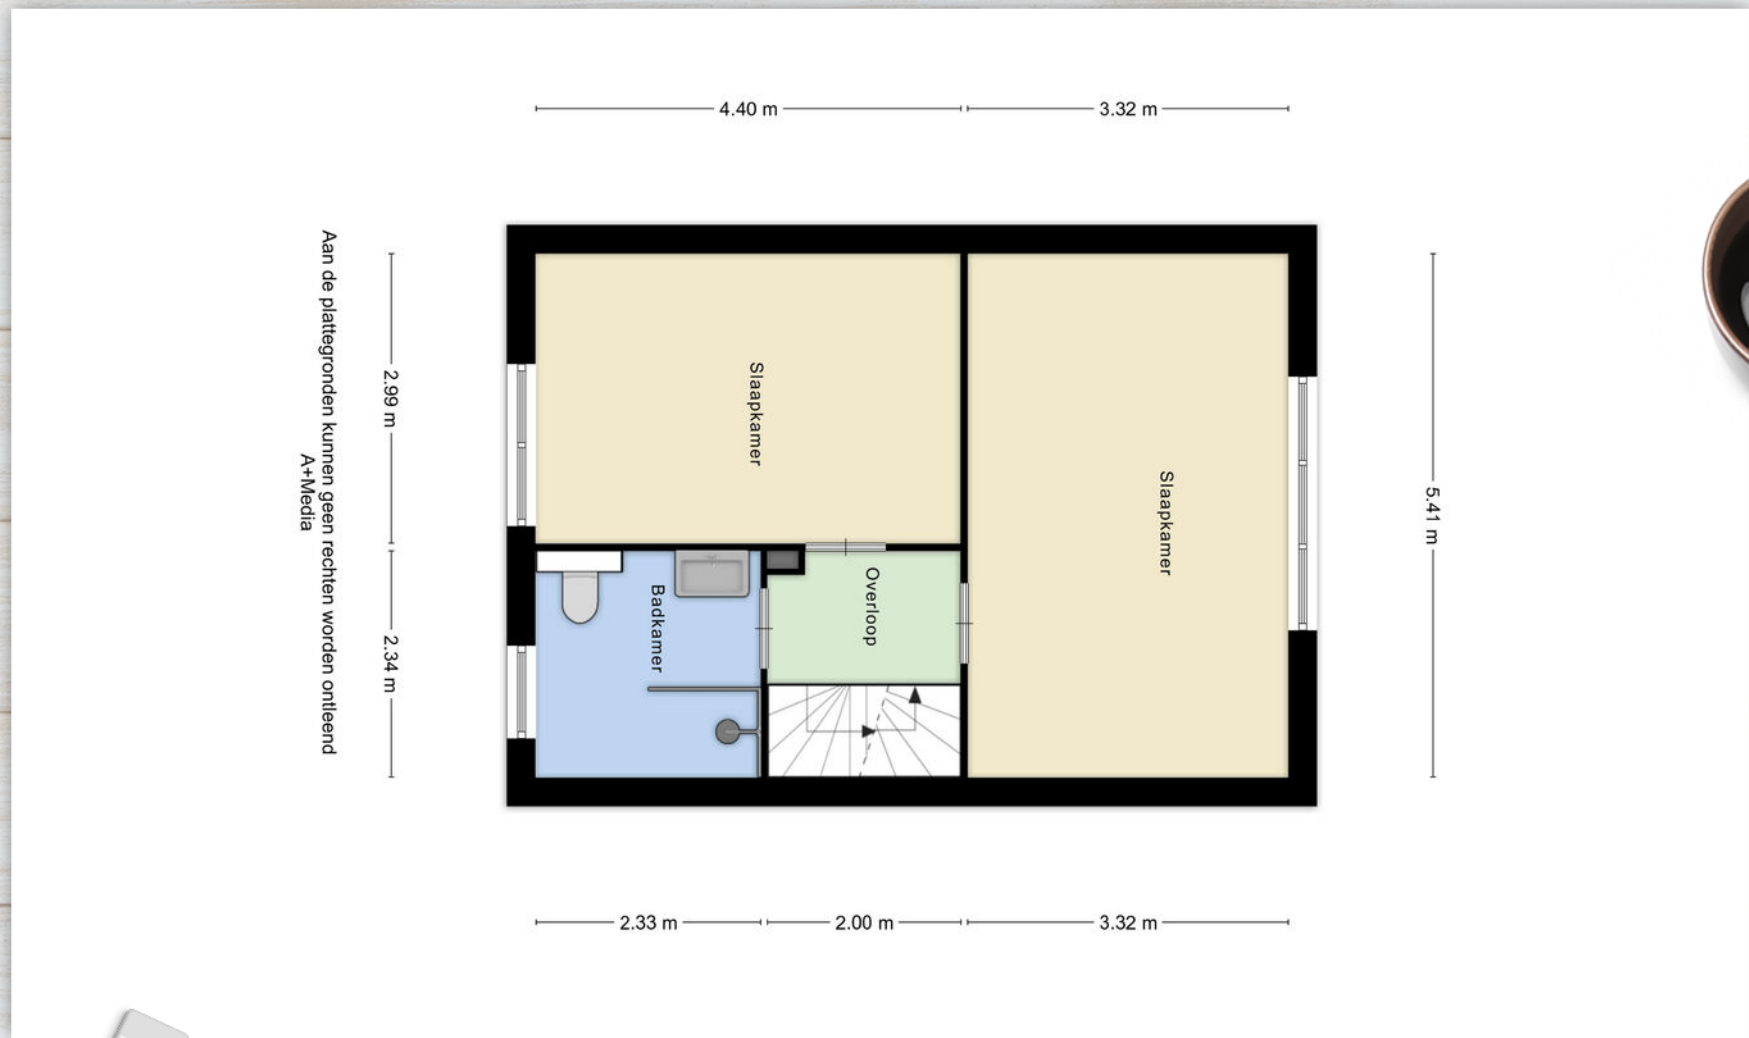 4.40 m
3.32 m
Aan de plattegronden kunnen geen rechten worden ontleend
A+Media
2.99 m
2.34 m
5.41 m
Slaapkamer
Slaapkamer
Badkamer
Overloop
2.33 m
2.00 m
3.32 m